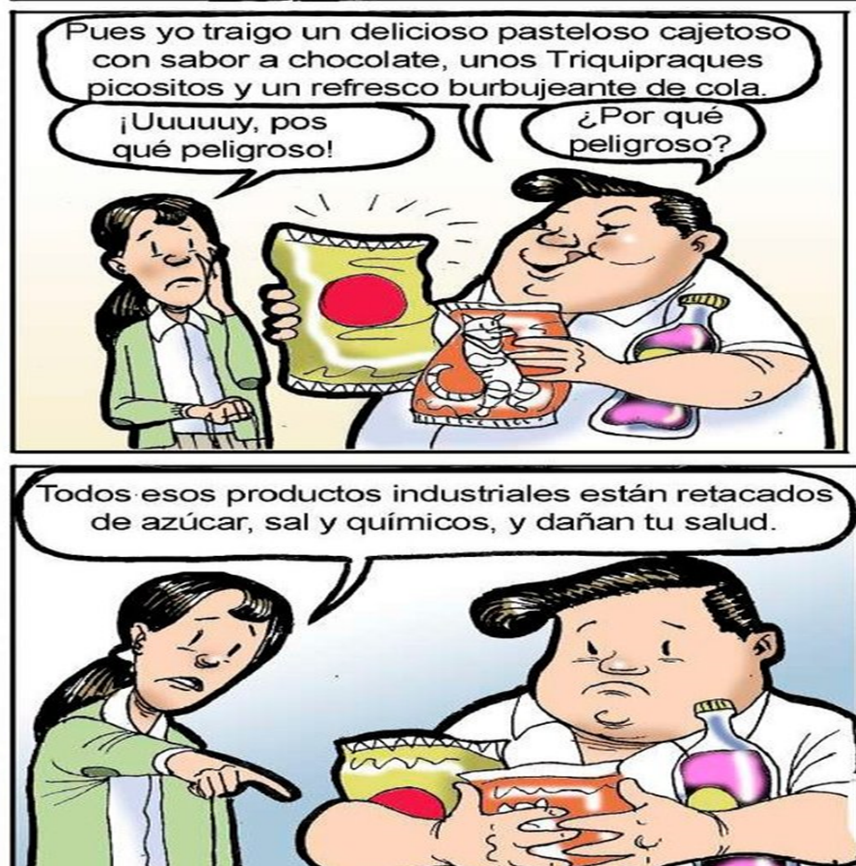 Pues yo traigo un delicioso pasteloso cajetoso
con sabor a chocolate, unos Triquipraques
picositos y un refresco burbujeante de cola.
¡Uuuuuy, pos
qué peligroso!
¿Por qué
peligroso?
Todos esos productos industriales están retacados
de azúcar, sal y químicos, y dañan tu salud.